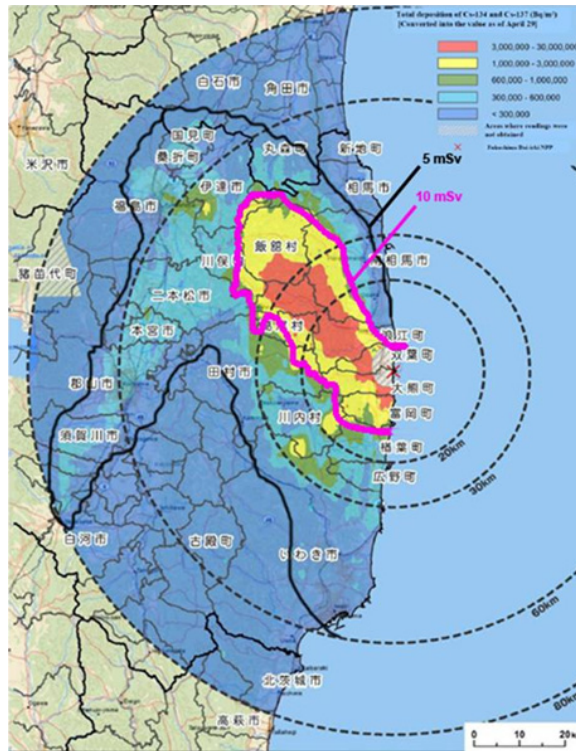 Total deposition of Cs-134 and Cs-137 (Bq/m²)
[Converted into the value as of April 29]
3,000,000 - 30,000,000
1,000,000 - 3,000,000
600,000 - 1,000,000
300,000 - 600,000
< 300,000
Areas where readings were
not obtained
Fukushima Dai-ichi NPP
白石市
角田市
国見町
桑折町
丸森町
新地町
米沢市
伊達市
相馬市
5 mSv
10 mSv
福島市
飯舘村
川俣
相馬市
猪苗代町
二本松市
本宮市
江町
双葉町
田村市
大熊町
郡山市
川内村
富岡町
須賀川市
楢葉町
20km
広野町
30km
白河市
古殿町
いわき市
60km
北茨城市
80km
高萩市
0
10
20